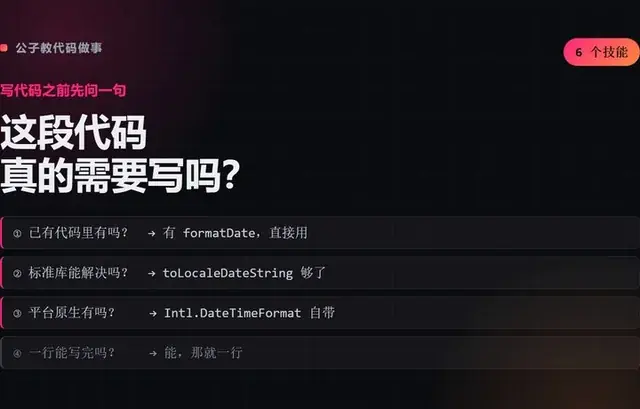 公子教代码做事
6 个技能
写代码之前先问一句
这段代码
真的需要写吗？
① 已有代码里有吗？ → 有 formatDate，直接用
② 标准库能解决吗？ → toLocaleDateString 够了
③ 平台原生有吗？ → Intl.DateTimeFormat 自带
④ 一行能写完吗？ → 能，那就一行